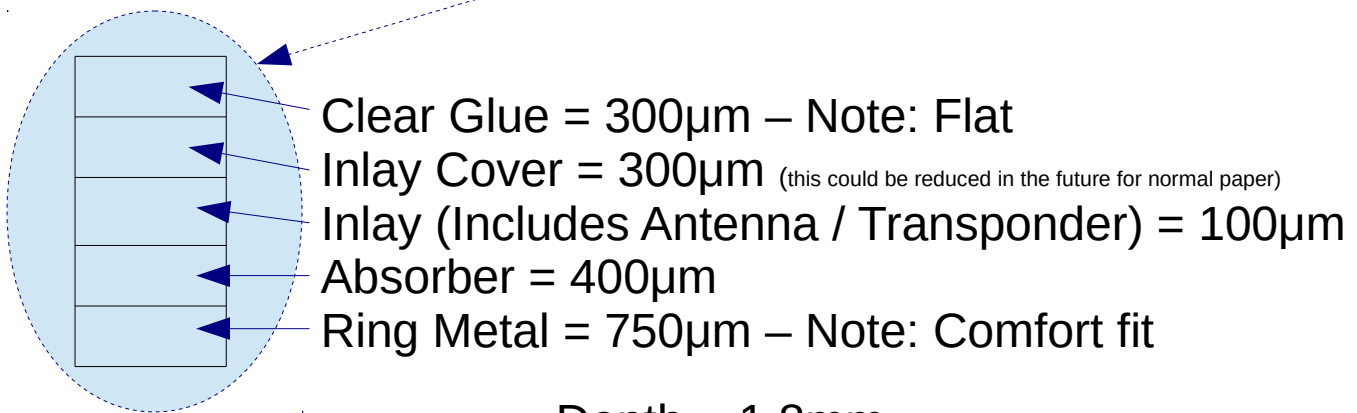 Clear Glue = 300μm – Note: Flat
Inlay Cover = 300μm (this could be reduced in the future for normal paper)
Inlay (Includes Antenna / Transponder) = 100μm
Absorber = 400μm
Ring Metal = 750μm – Note: Comfort fit